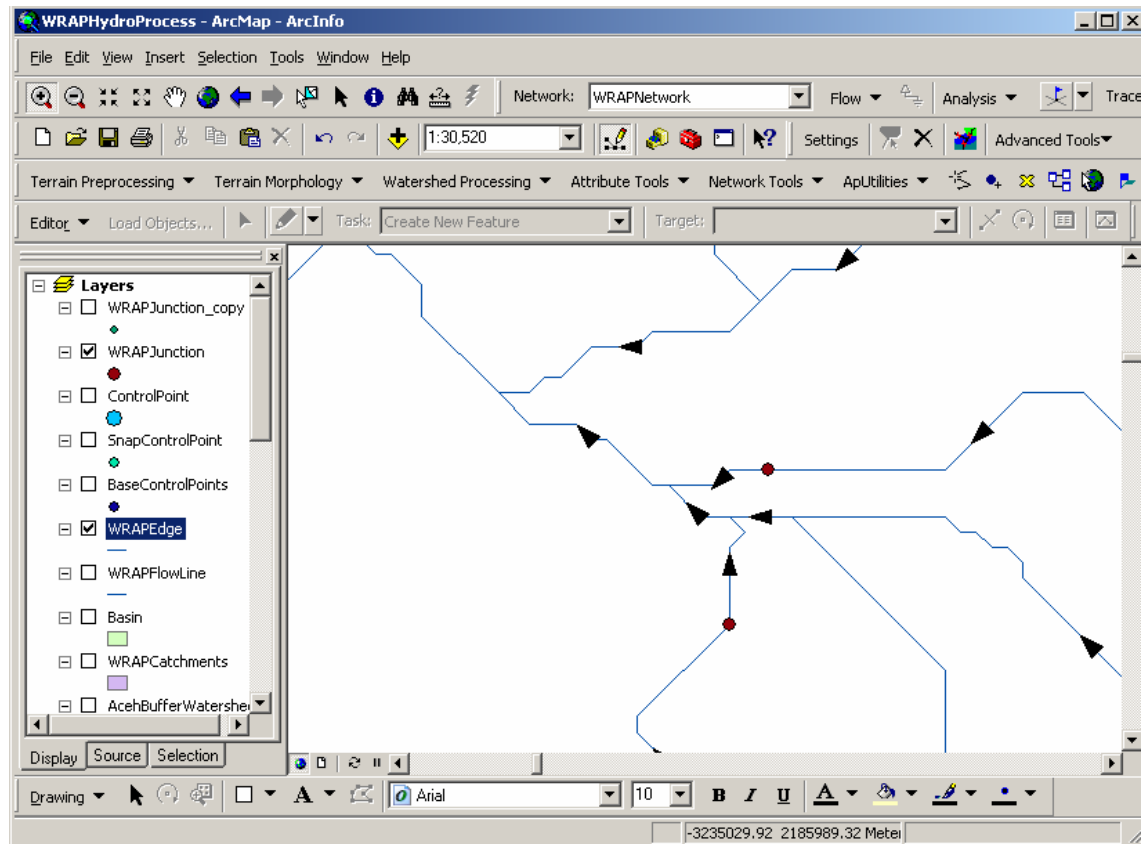 WRAPHydroProcess - ArcMap - ArcInfo
File Edit View Insert Selection Tools Window Help
Network: WRAPNetwork Flow Analysis Trace
1:30,520 Settings Advanced Tools
Terrain Preprocessing Terrain Morphology Watershed Processing Attribute Tools Network Tools ApUtilities
Editor Load Objects... Task: Create New Feature Target:
Layers
WRAPJunction_copy
WRAPJunction
ControlPoint
SnapControlPoint
BaseControlPoints
WRAPEdge
WRAPFlowLine
Basin
WRAPCatchments
AcehBufferWatershe
Display Source Selection
Drawing A Arial 10 B I U A
-3235029.92 2185989.32 Meter